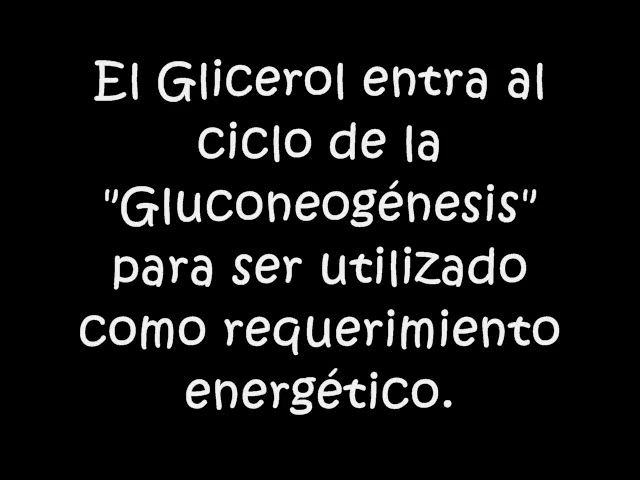 El Glicerol entra al
ciclo de la
"Gluconeogénesis"
para ser utilizado
como requerimiento
energético.